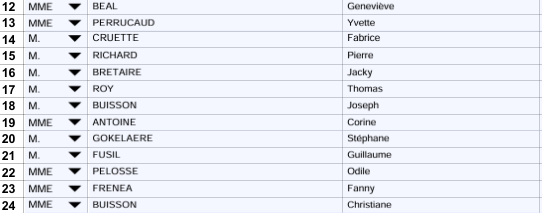 12 MME BEAL Geneviève
13 MME PERRUCAUD Yvette
14 M. CRUETTE Fabrice
15 M. RICHARD Pierre
16 M. BRETAIRE Jacky
17 M. ROY Thomas
18 M. BUISSON Joseph
19 MME ANTOINE Corine
20 M. GOKELAERE Stéphane
21 M. FUSIL Guillaume
22 MME PELOSSE Odile
23 MME FRENEA Fanny
24 MME BUISSON Christiane